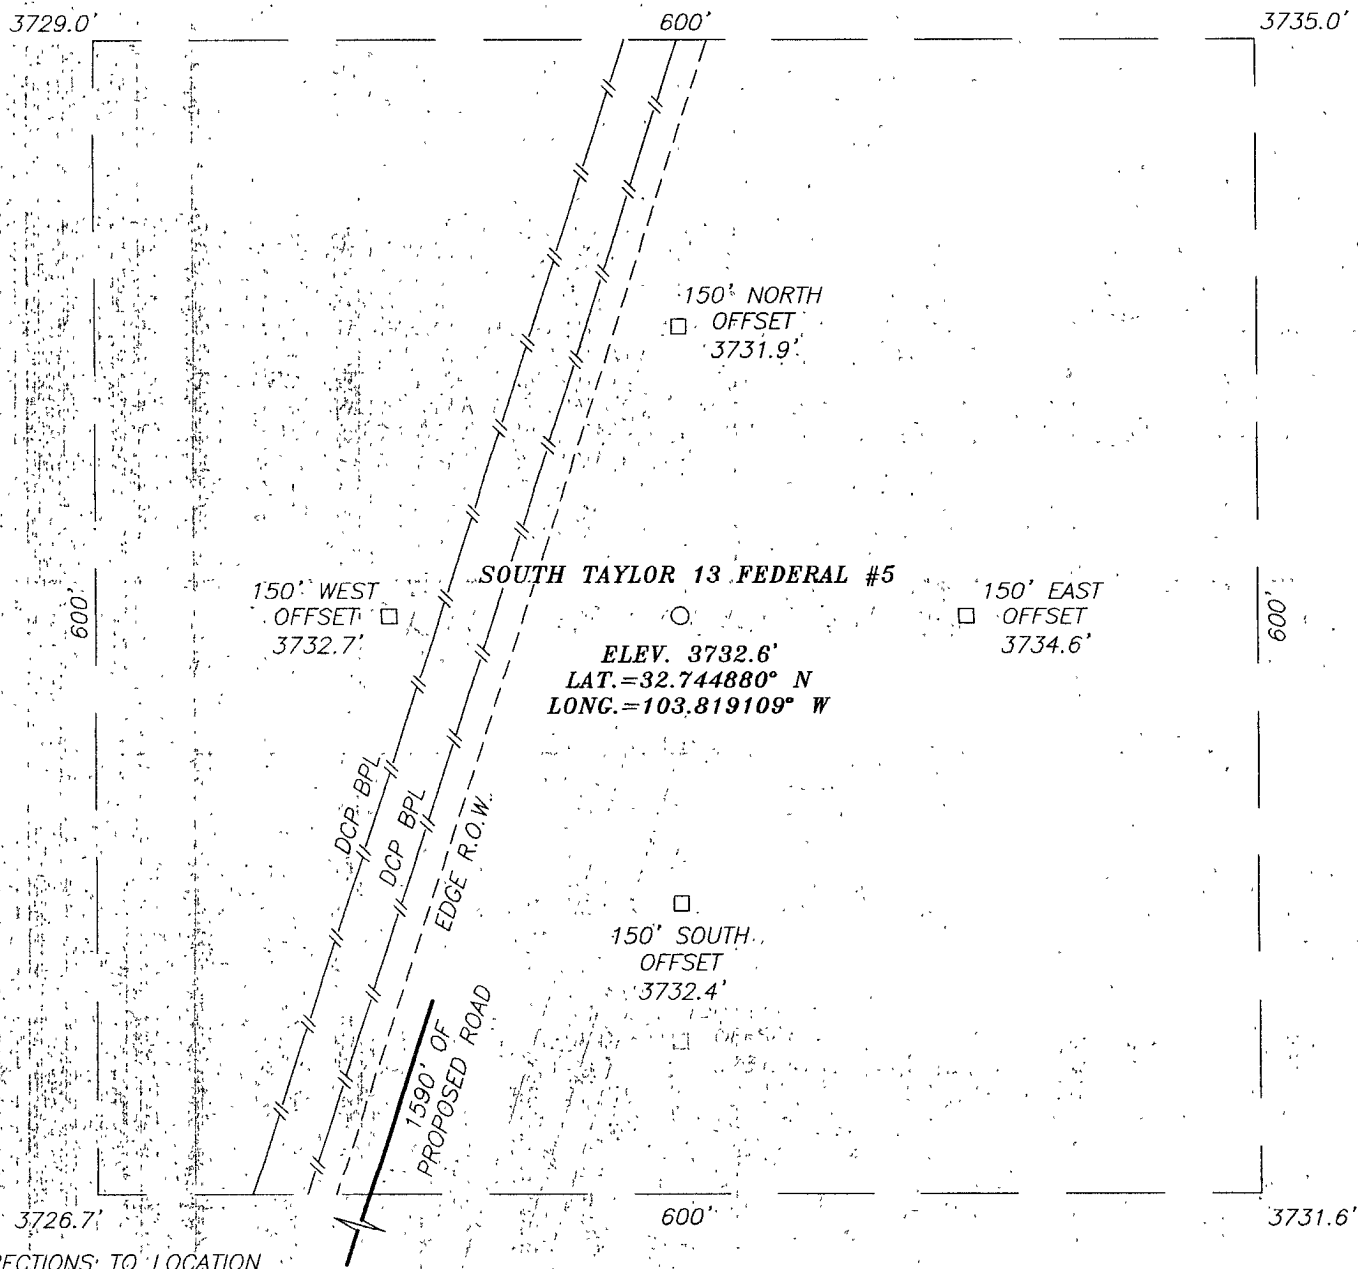 3729.0'
600'
3735.0'
150' NORTH
OFFSET
3731.9'
SOUTH TAYLOR 13 FEDERAL #5
150' WEST
OFFSET
3732.7'
150' EAST
OFFSET
3734.6'
600'
600'
ELEV. 3732.6'
LAT.=32.744880° N
LONG.=103.819109° W
DCP BPL
DCP BPL
EDGE R.O.W.
150' SOUTH
OFFSET
3732.4'
1590' OF
PROPOSED ROAD
3726.7'
600'
3731.6'
TO LOCATION